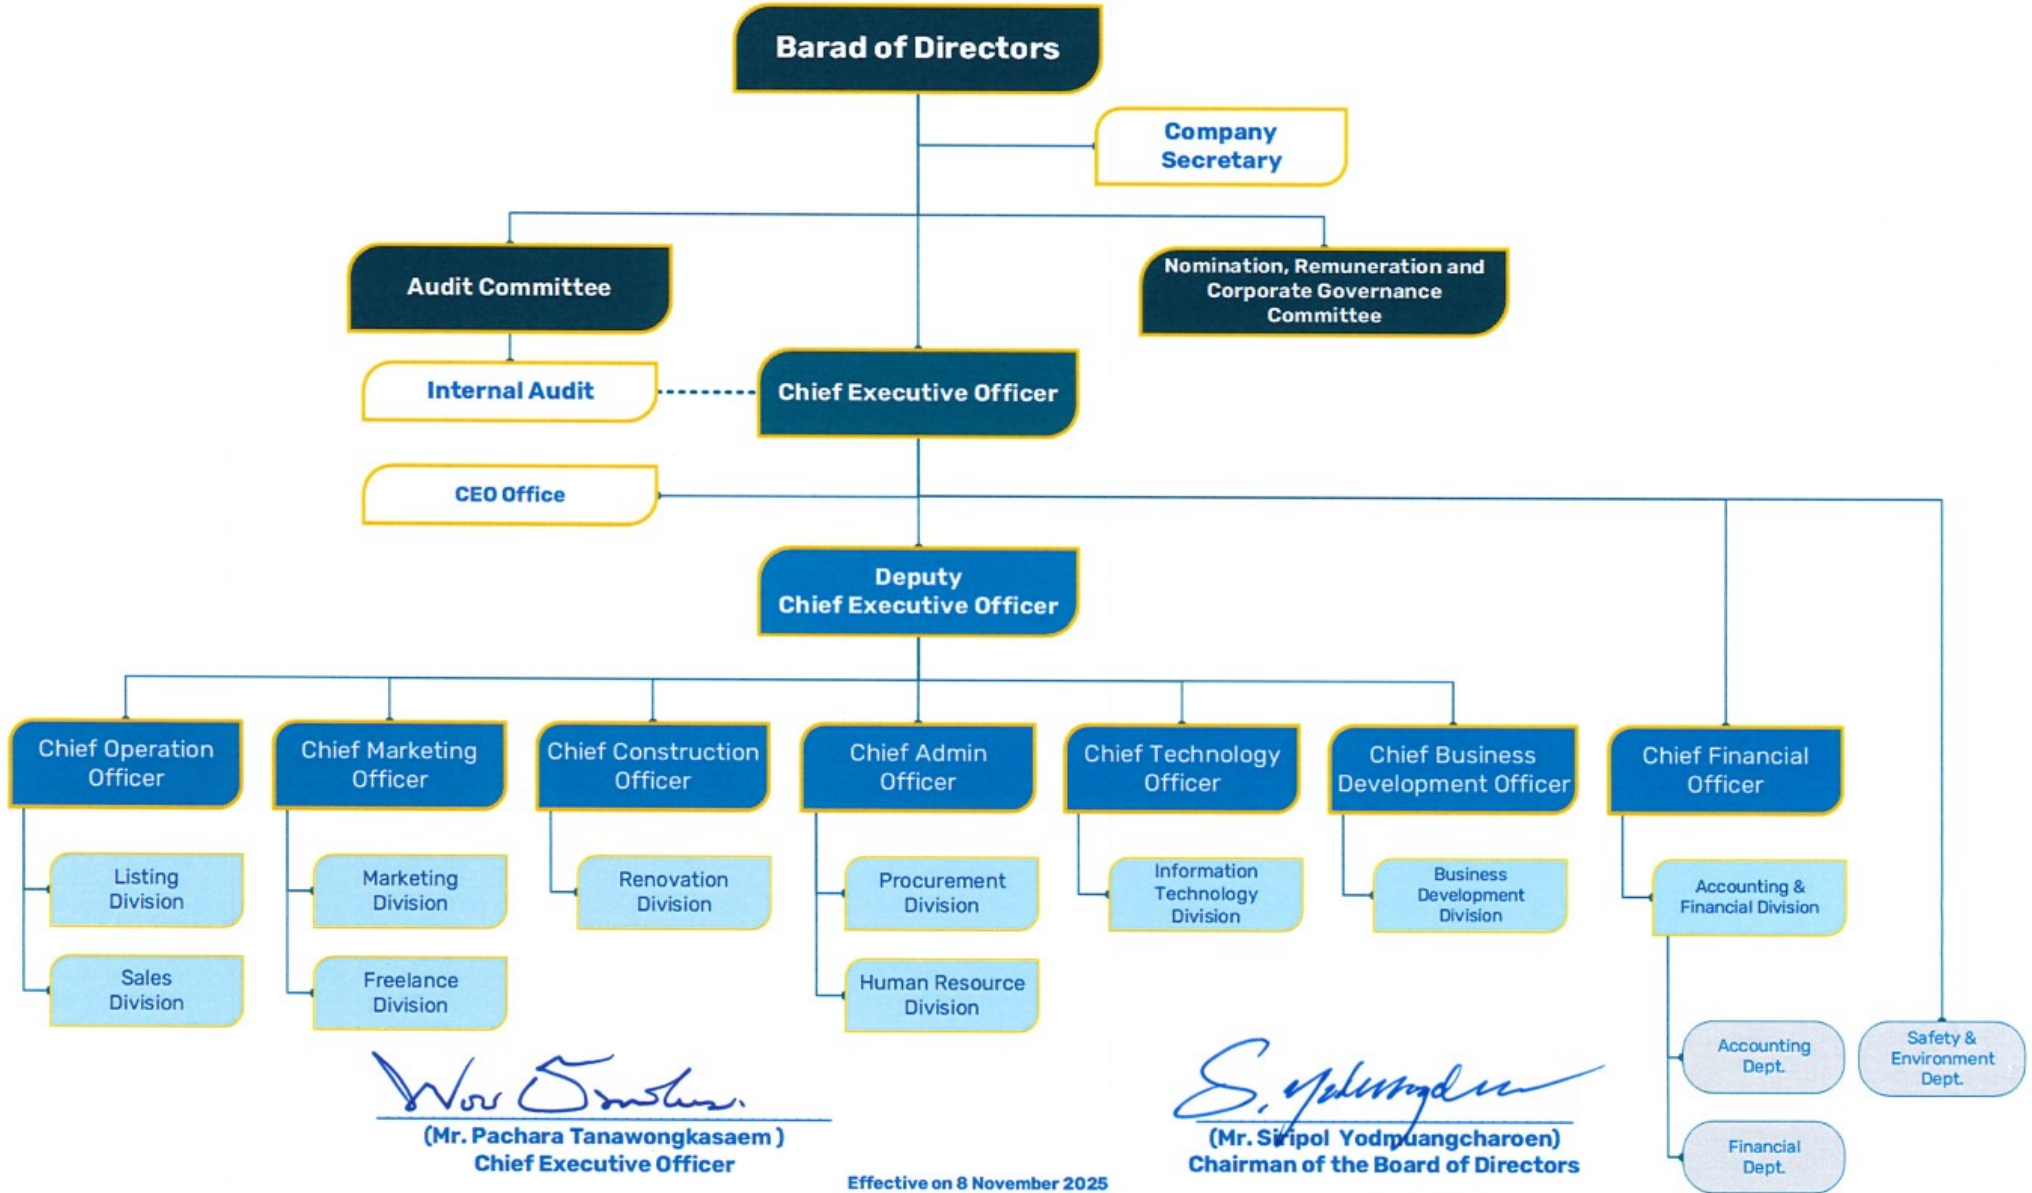 Barad of Directors
Company
Secretary
Audit Committee
Nomination, Remuneration and
Corporate Governance
Committee
Internal Audit
Chief Executive Officer
CEO Office
Deputy
Chief Executive Officer
Chief Operation
Officer
Chief Marketing
Officer
Chief Construction
Officer
Chief Admin
Officer
Chief Technology
Officer
Chief Business
Development Officer
Chief Financial
Officer
Listing
Division
Marketing
Division
Renovation
Division
Procurement
Division
Information
Technology
Division
Business
Development
Division
Accounting &
Financial Division
Sales
Division
Freelance
Division
Human Resource
Division
Accounting
Dept.
Safety &
Environment
Dept.
Financial
Dept.
(Mr. Pachara Tanawongkasaem )
Chief Executive Officer
(Mr. Siripol Yodmuangcharoen)
Chairman of the Board of Directors
Effective on 8 November 2025